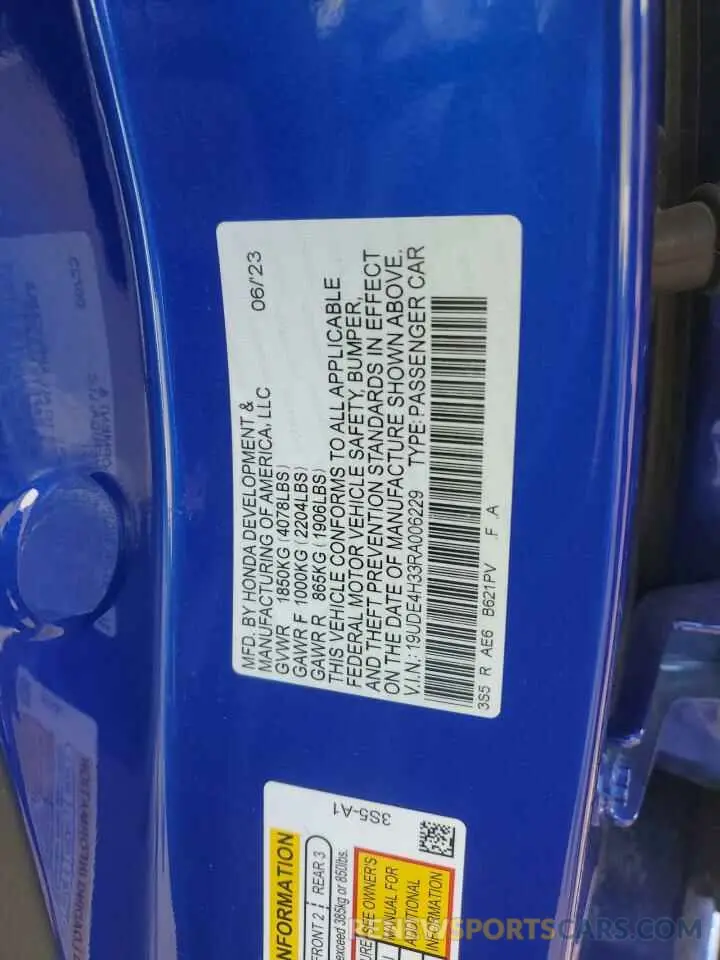 MFD. BY HONDA DEVELOPMENT &
MANUFACTURING OF AMERICA, LLC
06/'23
GVWR 1850KG (4078LBS)
GAWR F 1000KG (2204LBS)
GAWR R 865KG (1906LBS)
THIS VEHICLE CONFORMS TO ALL APPLICABLE
FEDERAL MOTOR VEHICLE SAFETY, BUMPER,
AND THEFT PREVENTION STANDARDS IN EFFECT
ON THE DATE OF MANUFACTURE SHOWN ABOVE.
V.I.N.: 19UDE4H33RA006229 TYPE: PASSENGER CAR
3S5 R AE6 B621PV .F .A
3S5-A1
INFORMATION
FRONT 2 REAR 3
exceed 385kg or 850lbs.
SEE OWNER'S
MANUAL FOR
ADDITIONAL
INFORMATION
SPORTSCARS.COM